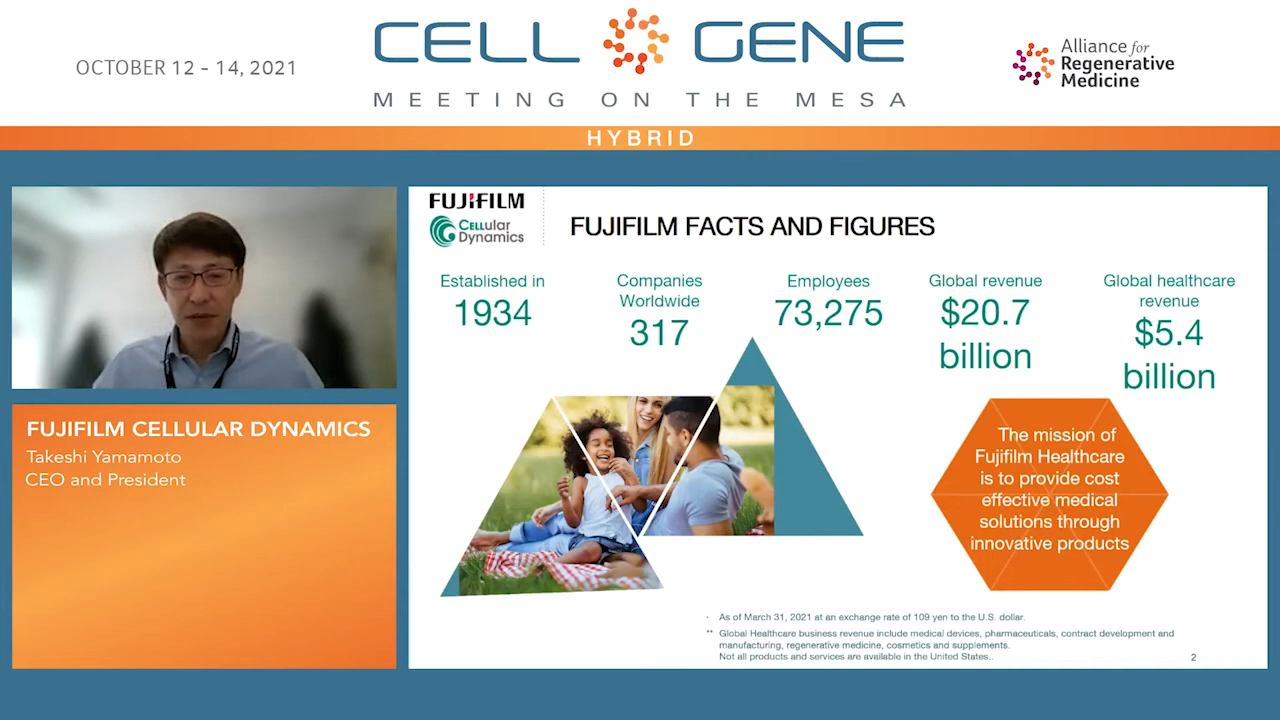 OCTOBER 12 - 14, 2021
CELL GENE
MEETING ON THE MESA
Alliance for
Regenerative
Medicine
HYBRID
FUJIFILM
CELLular
Dynamics
FUJIFILM FACTS AND FIGURES
Established in
1934
Companies
Worldwide
317
Employees
73,275
Global revenue
$20.7
billion
Global healthcare
revenue
$5.4
billion
The mission of
Fujifilm Healthcare
is to provide cost
effective medical
solutions through
innovative products
FUJIFILM CELLULAR DYNAMICS
Takeshi Yamamoto
CEO and President
· As of March 31, 2021 at an exchange rate of 109 yen to the U.S. dollar.
** Global Healthcare business revenue include medical devices, pharmaceuticals, contract development and
manufacturing, regenerative medicine, cosmetics and supplements.
Not all products and services are available in the United States..
2